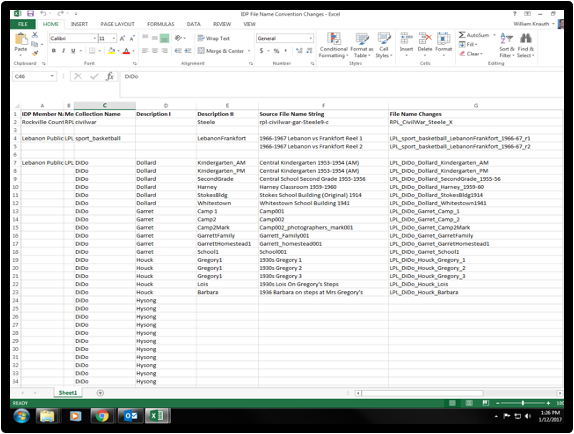 IDP File Name Convention Changes - Excel
FILE HOME INSERT PAGE LAYOUT FORMULAS DATA REVIEW VIEW William Krauth
Calibri 11 Wrap Text General AutoSum
Paste Merge & Center Conditional Format as Cell Insert Delete Format Fill Sort & Find &
Formatting Table Styles Clear Filter Select
Clipboard Font Alignment Number Styles Cells Editing
C46 DiDo
A B C D E F G
1 IDP Member Na Me Collection Name Description I Description II Source File Name String File Name Changes
2 Rockville Count RPL civilwar Steele rpl-civilwar-gar-Steele9-c RPL_CivilWar_Steele_X
3
4 Lebanon Public LPL sport_basketball LebanonFrankfort 1966-1967 Lebanon vs Frankfort Reel 1 LPL_sport_basketball_LebanonFrankfort_1966-67_r1
5 1966-1967 Lebanon vs Frankfort Reel 2 LPL_sport_basketball_LebanonFrankfort_1966-67_r2
6
7 Lebanon Public LPL DiDo Dollard Kindergarten_AM Central Kindergarten 1953-1954 (AM) LPL_DiDo_Dollard_Kindergarten_AM
8 DiDo Dollard Kindergarten_PM Central Kindergarten 1953-1954 (PM) LPL_DiDo_Dollard_Kindergarten_PM
9 DiDo Dollard SecondGrade Central School Second Grade 1955-1956 LPL_DiDo_Dollard_SecondGrade_1955-56
10 DiDo Dollard Harney Harney Classroom 1959-1960 LPL_DiDo_Dollard_Harney_1959-60
11 DiDo Dollard StokesBldg Stokes School Building (Original) 1914 LPL_DiDo_Dollard_StokesBldg1914
12 DiDo Dollard Whitestown Whitestown School Building 1941 LPL_DiDo_Dollard_Whitestown1941
13 DiDo Garret Camp 1 Camp001 LPL_DiDo_Garret_Camp_1
14 DiDo Garret Camp2 Camp002 LPL_DiDo_Garret_Camp_2
15 DiDo Garret Camp2Mark Camp002_photographers_mark001 LPL_DiDo_Garret_Camp2Mark
16 DiDo Garret GarrettFamily Garrett_Family001 LPL_DiDo_Garret_GarretFamily
17 DiDo Garret GarrettHomestead1 Garrett_homestead001 LPL_DiDo_Garret_GarretHomestead1
18 DiDo Garret School1 School001 LPL_DiDo_Garret_School1
19 DiDo Houck Gregory1 1930s Gregory 1 LPL_DiDo_Houck_Gregory_1
20 DiDo Houck Gregory1 1930s Gregory 2 LPL_DiDo_Houck_Gregory_2
21 DiDo Houck Gregory1 1930s Gregory 3 LPL_DiDo_Houck_Gregory_3
22 DiDo Houck Lois 1930s Lois On Gregory's Steps LPL_DiDo_Houck_Lois
23 DiDo Houck Barbara 1936 Barbara on steps at Mrs Gregory's LPL_DiDo_Houck_Barbara
24 DiDo Hysong
25 DiDo Hysong
26 DiDo Hysong
27 DiDo Hysong
28 DiDo Hysong
29 DiDo Hysong
30 DiDo Hysong
31 DiDo Hysong
32 DiDo Hysong
33 DiDo Hysong
34 DiDo Hysong
Sheet1
READY
1:26 PM
1/12/2017